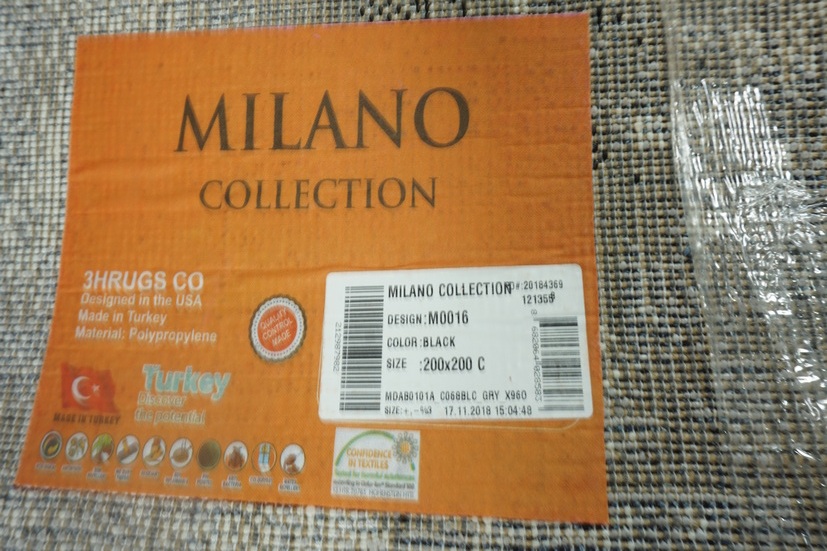 MILANO
COLLECTION
3HRUGS CO
Designed in the USA
Made in Turkey
Material: Polypropylene
QUALITY
CONTROL
MADE
MADE IN TURKEY
Turkey
Discover
the potential
MILANO COLLECTION
#:20184369
12135
DESIGN:M0016
COLOR:BLACK
SIZE :200x200 C
MDAB0101A C068BLC GRY X960
17.11.2018 15:04:48
CONFIDENCE
IN TEXTILES